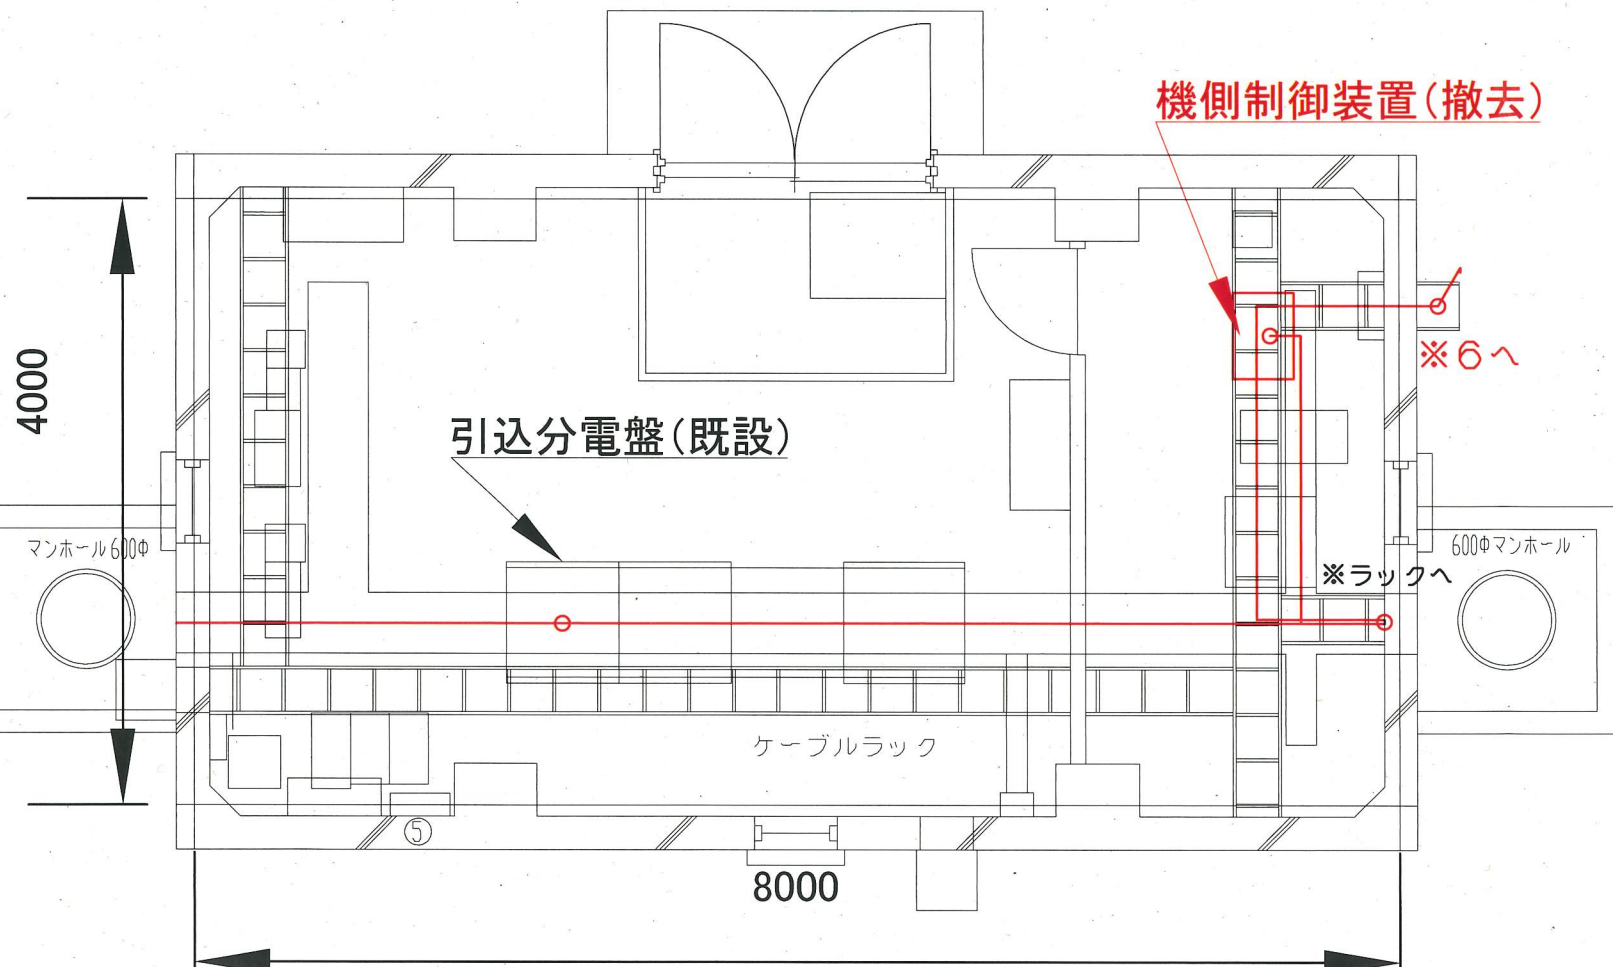 機側制御装置(撤去)
4000
※6へ
引込分電盤(既設)
マンホール600Φ
600Φマンホール
※ラックへ
ケーブルラック
⑤
8000